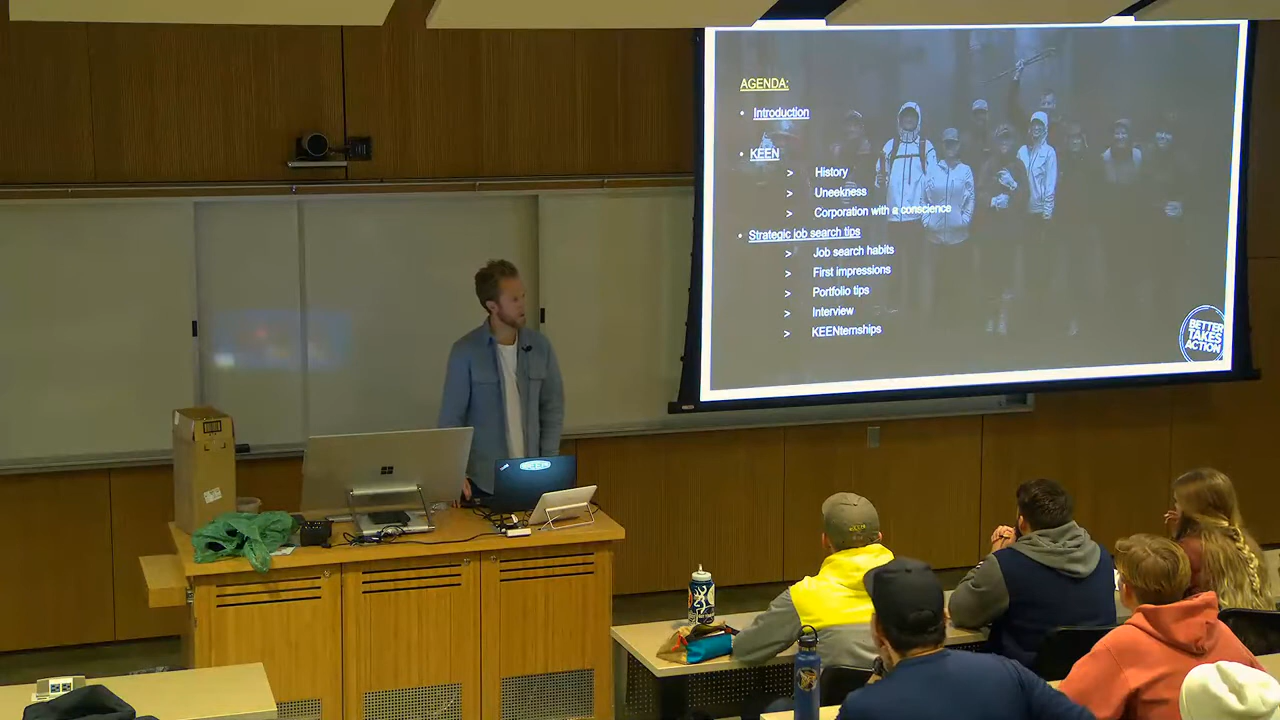 AGENDA:
• Introduction
• KEEN
> History
> Uneekness
> Corporation with a conscience
• Strategic job search tips
> Job search habits
> First impressions
> Portfolio tips
> Interview
> KEENternships
BETTER
TAKES
ACTION
KEEN